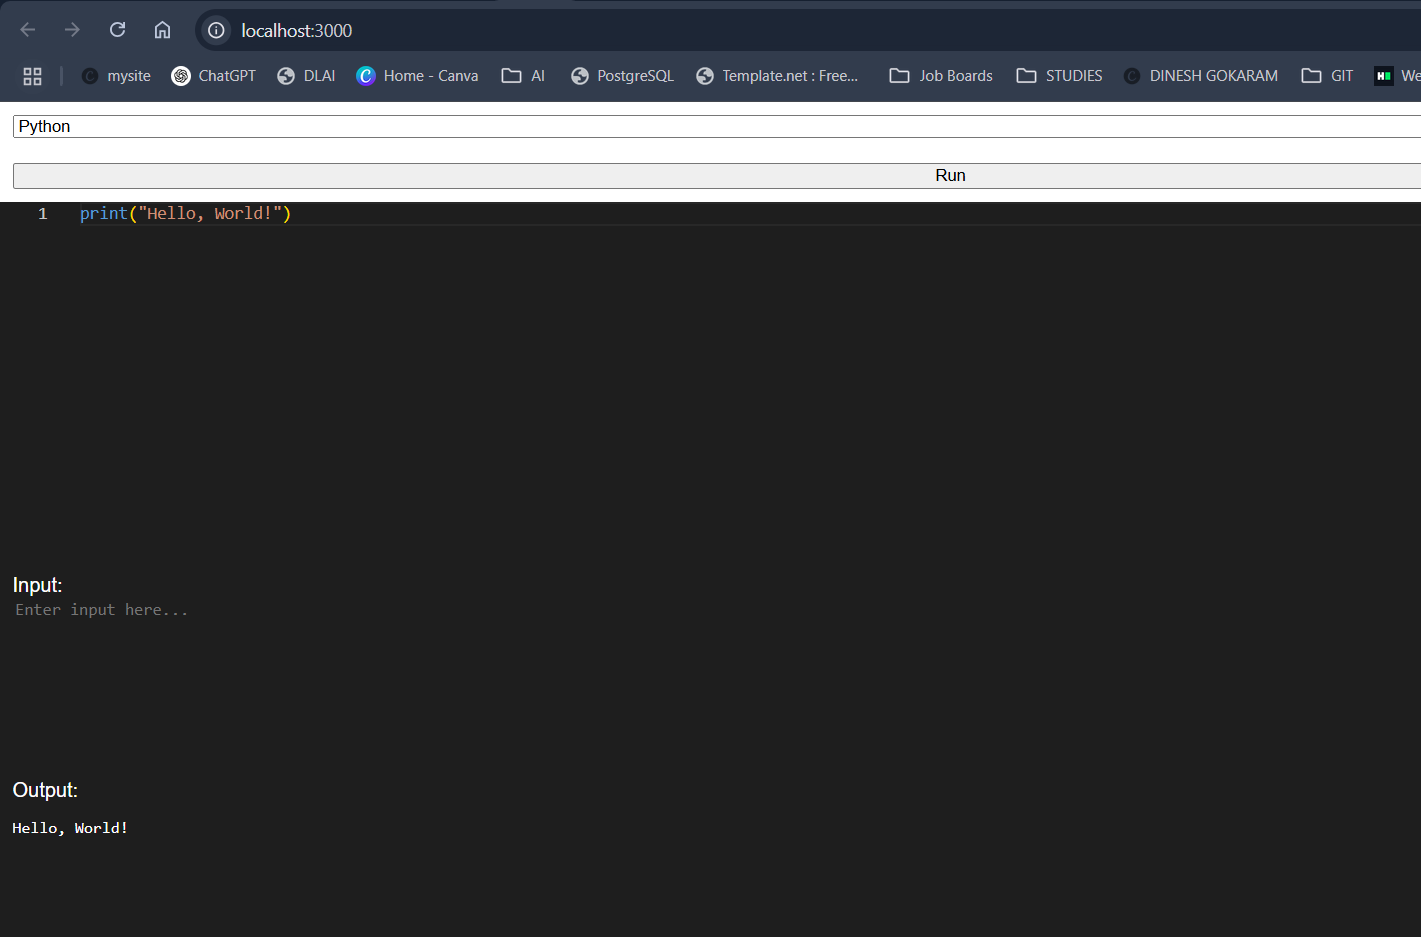 localhost:3000
mysite ChatGPT DLAI Home - Canva AI PostgreSQL Template.net : Free... Job Boards STUDIES DINESH GOKARAM GIT We
Python
Run
1 print("Hello, World!")
Input:
Enter input here...
Output:
Hello, World!